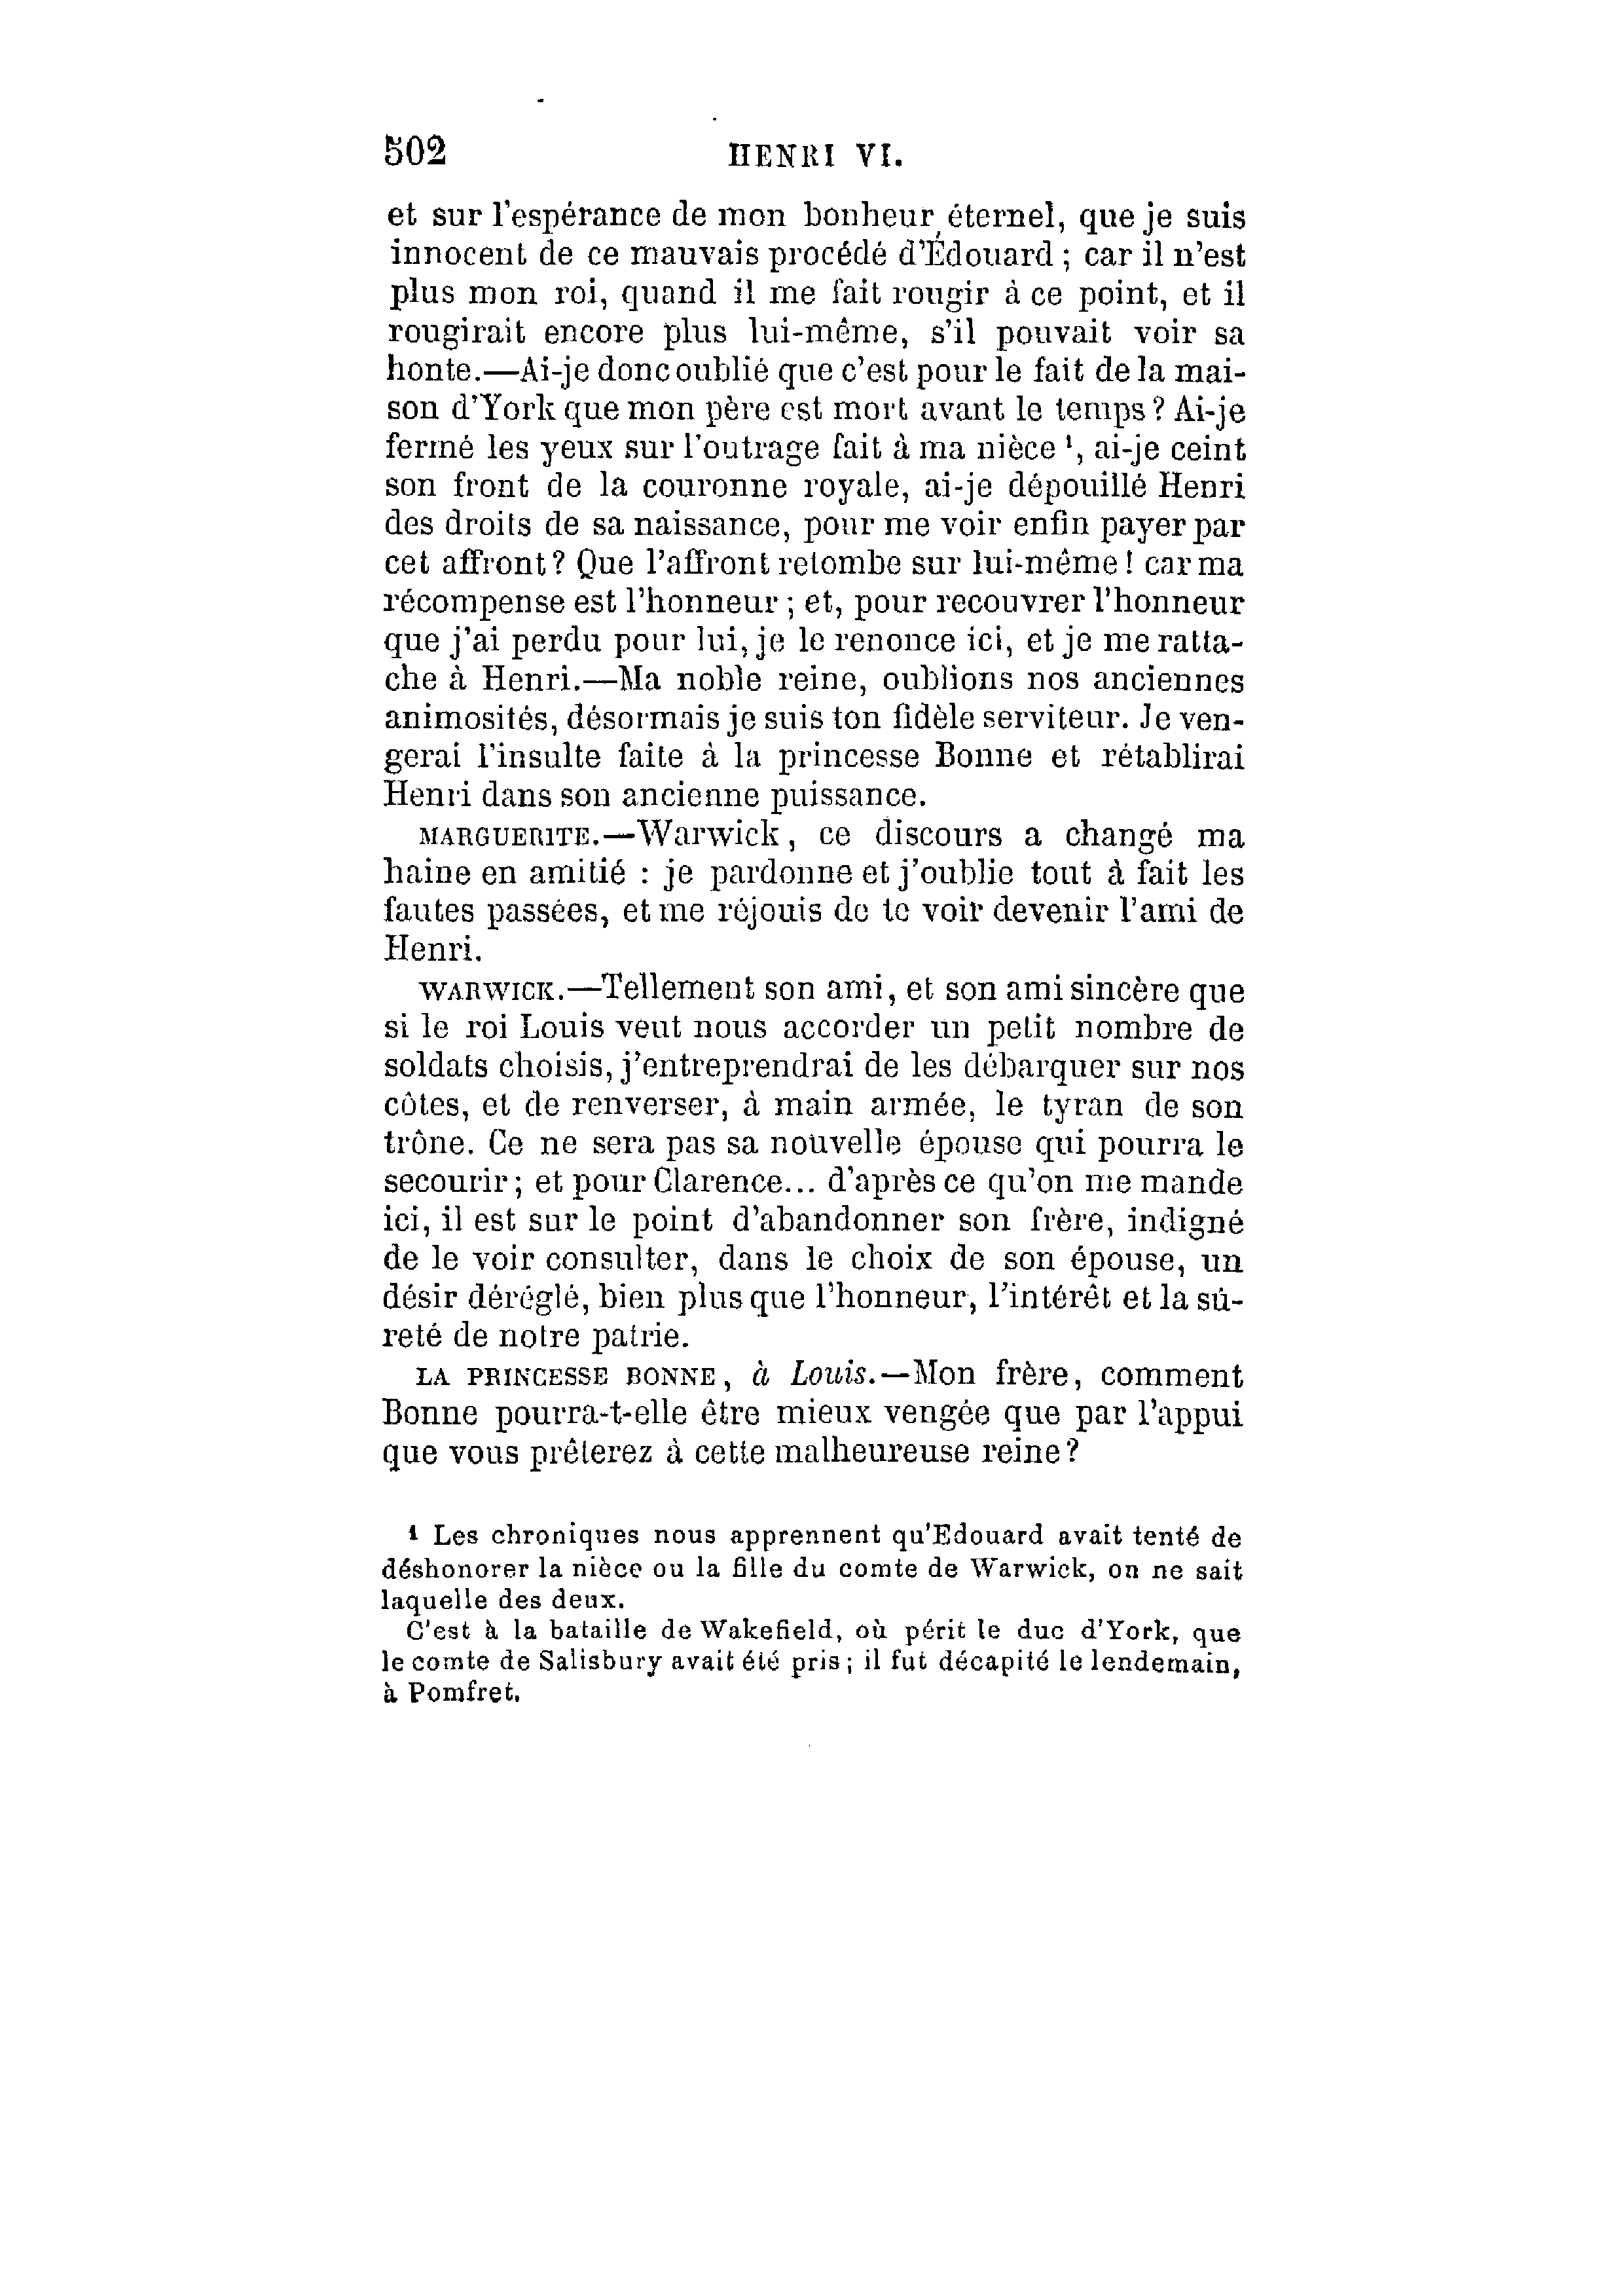 502 HENRI VI.
et sur l'espérance de mon bonheur éternel, que je suis
innocent de ce mauvais procédé d'Édouard ; car il n'est
plus mon roi, quand il me fait rougir à ce point, et il
rougirait encore plus lui-même, s'il pouvait voir sa
honte.—Ai-je donc oublié que c'est pour le fait de la mai-
son d'York que mon père est mort avant le temps ? Ai-je
fermé les yeux sur l'outrage fait à ma nièce ¹, ai-je ceint
son front de la couronne royale, ai-je dépouillé Henri
des droits de sa naissance, pour me voir enfin payer par
cet affront ? Que l'affront retombe sur lui-même ! car ma
récompense est l'honneur ; et, pour recouvrer l'honneur
que j'ai perdu pour lui, je le renonce ici, et je me ratta-
che à Henri.—Ma noble reine, oublions nos anciennes
animosités, désormais je suis ton fidèle serviteur. Je ven-
gerai l'insulte faite à la princesse Bonne et rétablirai
Henri dans son ancienne puissance.
MARGUERITE.—Warwick, ce discours a changé ma
haine en amitié : je pardonne et j'oublie tout à fait les
fautes passées, et me réjouis de te voir devenir l'ami de
Henri.
WARWICK.—Tellement son ami, et son ami sincère que
si le roi Louis veut nous accorder un petit nombre de
soldats choisis, j'entreprendrai de les débarquer sur nos
côtes, et de renverser, à main armée, le tyran de son
trône. Ce ne sera pas sa nouvelle épouse qui pourra le
secourir ; et pour Clarence... d'après ce qu'on me mande
ici, il est sur le point d'abandonner son frère, indigné
de le voir consulter, dans le choix de son épouse, un
désir déréglé, bien plus que l'honneur, l'intérêt et la sû-
reté de notre patrie.
LA PRINCESSE BONNE, à Louis.—Mon frère, comment
Bonne pourra-t-elle être mieux vengée que par l'appui
que vous prêterez à cette malheureuse reine ?
¹ Les chroniques nous apprennent qu'Edouard avait tenté de
déshonorer la nièce ou la fille du comte de Warwick, on ne sait
laquelle des deux.
C'est à la bataille de Wakefield, où périt le duc d'York, que
le comte de Salisbury avait été pris ; il fut décapité le lendemain,
à Pomfret.